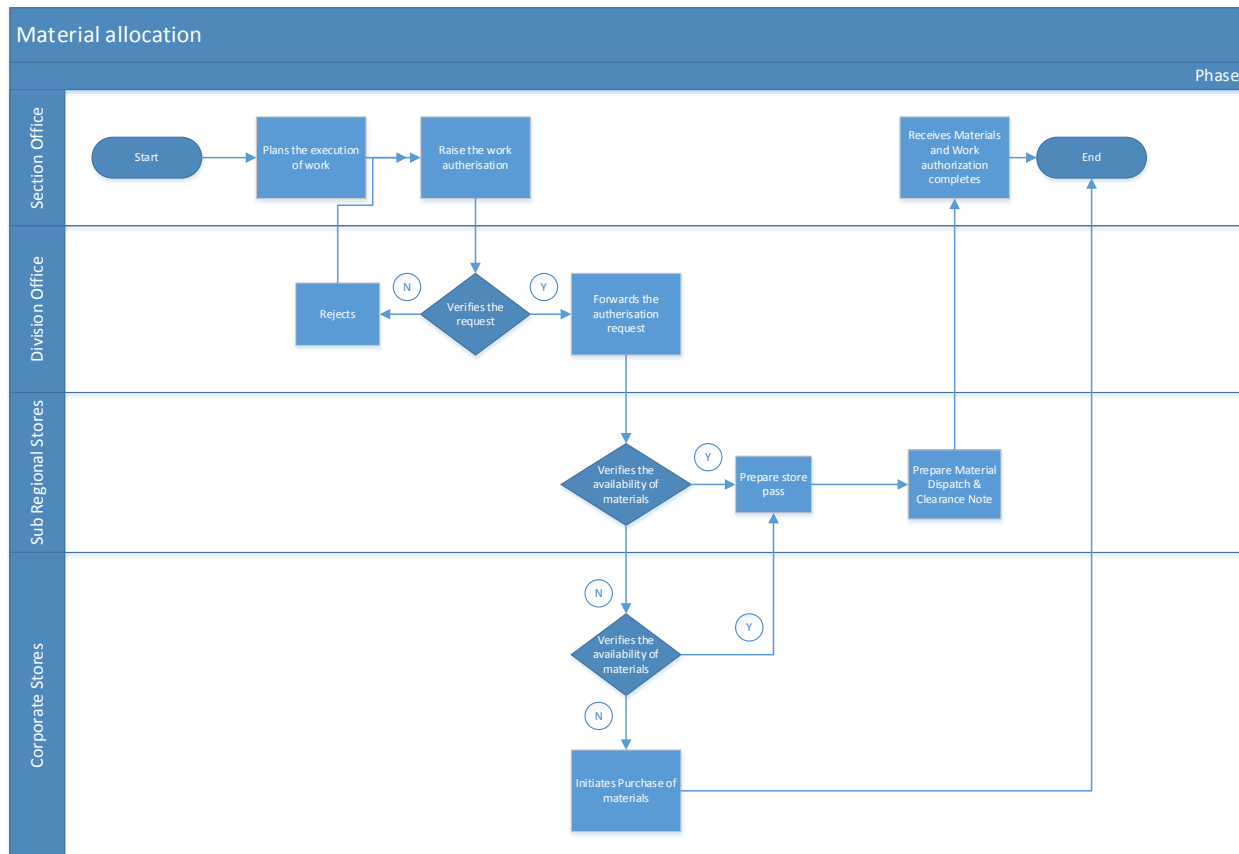 Material allocation
Phase
Section Office
Start
Plans the execution
of work
Raise the work
autherisation
Receives Materials
and Work
authorization
completes
End
Division Office
Rejects
N
Verifies the
request
Y
Forwards the
autherisation
request
Sub Regional Stores
Verifies the
availability of
materials
Y
Prepare store
pass
Prepare Material
Dispatch &
Clearance Note
Corporate Stores
N
Verifies the
availability of
materials
Y
N
Initiates Purchase of
materials